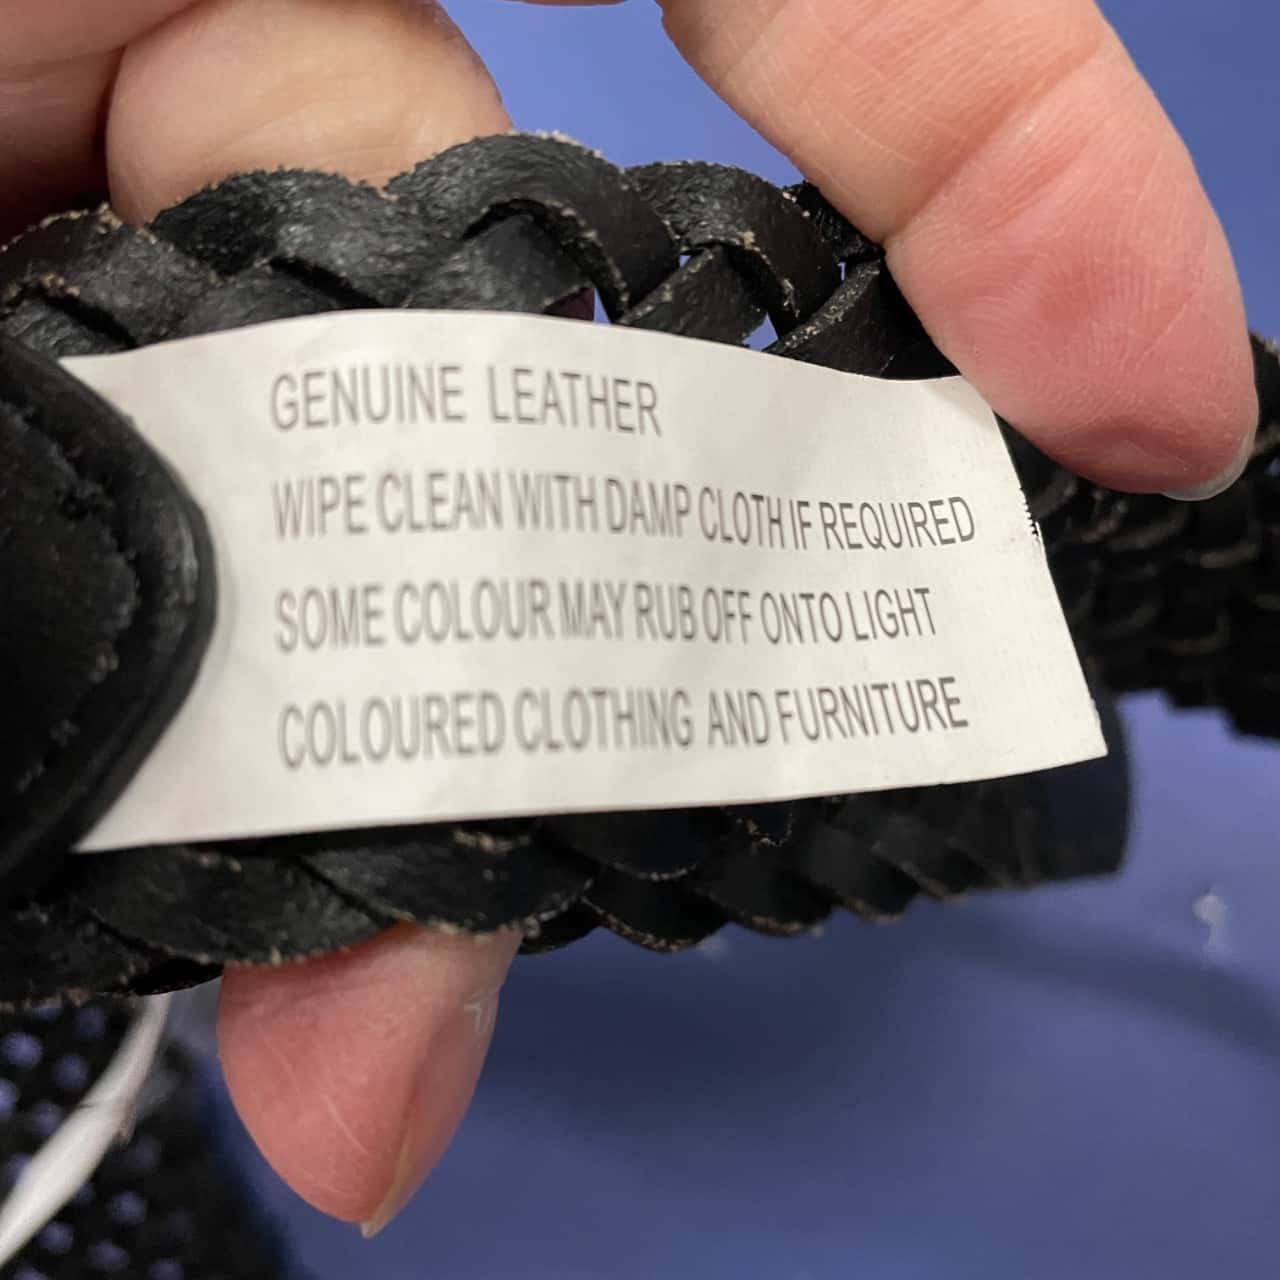 GENUINE LEATHER
WIPE CLEAN WITH DAMP CLOTH IF REQUIRED
SOME COLOUR MAY RUB OFF ONTO LIGHT
COLOURED CLOTHING AND FURNITURE